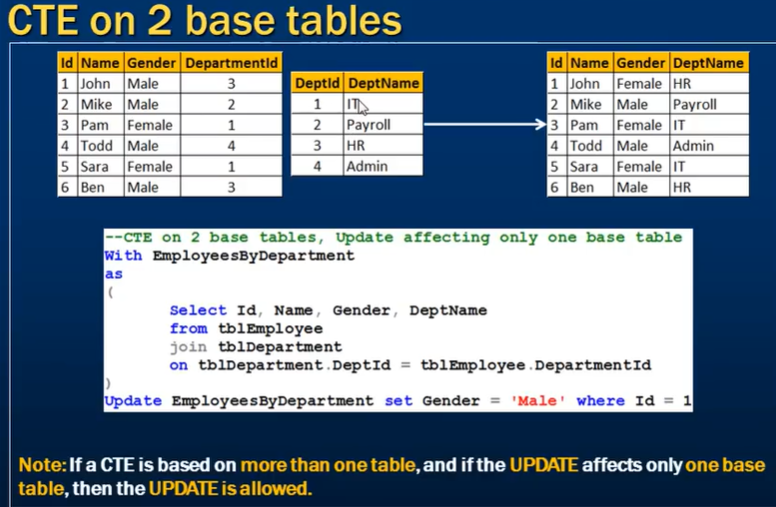 CTE on 2 base tables
Id Name Gender DepartmentId
1 John Male 3
2 Mike Male 2
3 Pam Female 1
4 Todd Male 4
5 Sara Female 1
6 Ben Male 3
DeptId DeptName
1 IT
2 Payroll
3 HR
4 Admin
Id Name Gender DeptName
1 John Female HR
2 Mike Male Payroll
3 Pam Female IT
4 Todd Male Admin
5 Sara Female IT
6 Ben Male HR
--CTE on 2 base tables, Update affecting only one base table
With EmployeesByDepartment
as
(
Select Id, Name, Gender, DeptName
from tblEmployee
join tblDepartment
on tblDepartment.DeptId = tblEmployee.DepartmentId
)
Update EmployeesByDepartment set Gender = 'Male' where Id = 1
Note: If a CTE is based on more than one table, and if the UPDATE affects only one base
table, then the UPDATE is allowed.